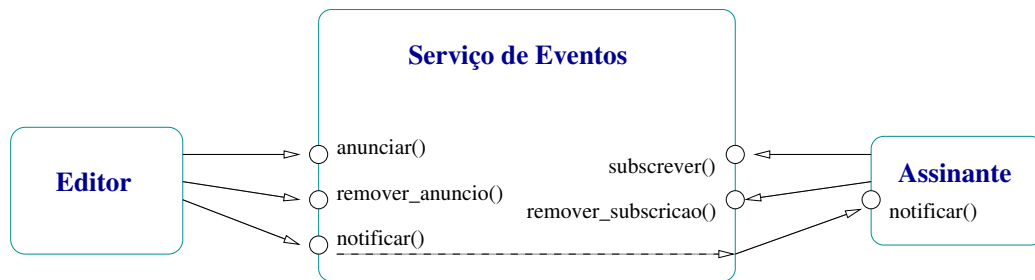 Serviço de Eventos
Editor
anunciar()
remover_anuncio()
notificar()
subscrever()
remover_subscricao()
Assinante
notificar()